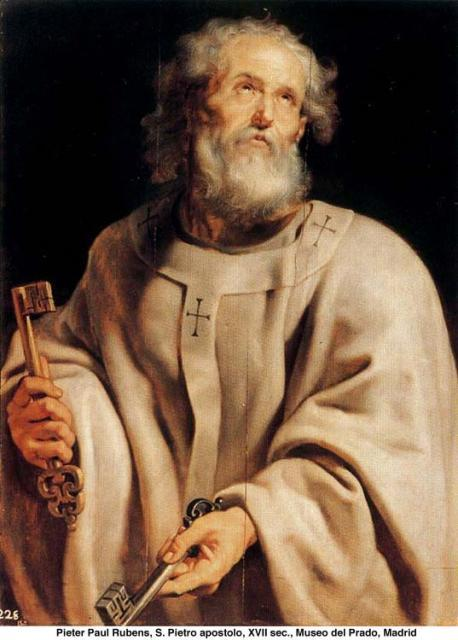 228
Pieter Paul Rubens, S. Pietro apostolo, XVII sec., Museo del Prado, Madrid